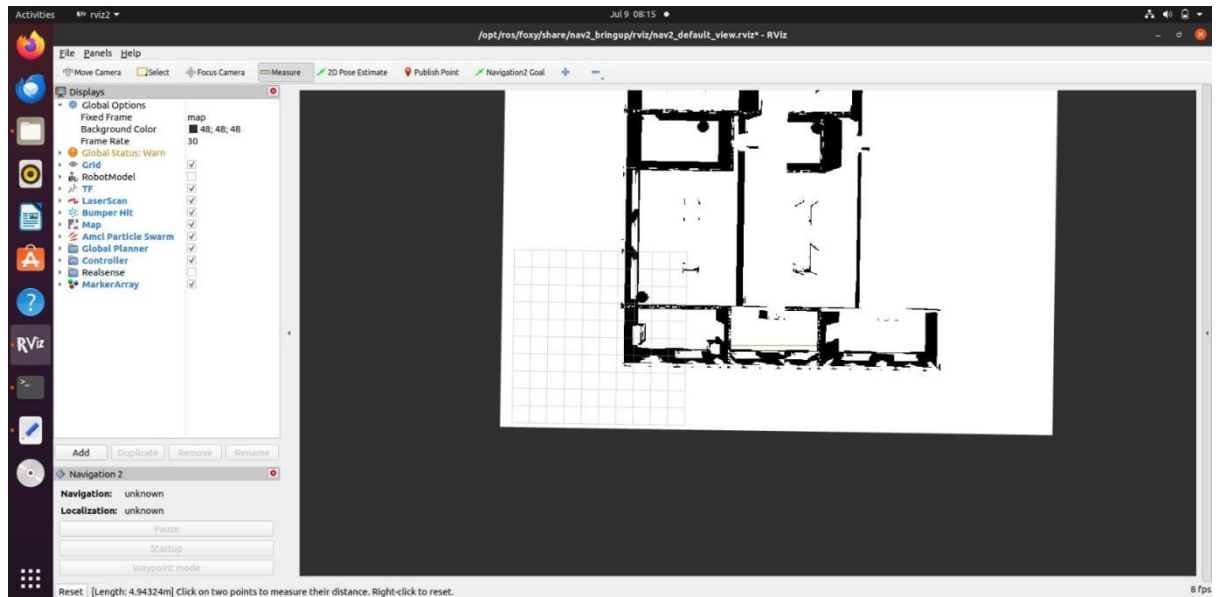 Activities rviz2 Jul 9 08:15
/opt/ros/foxy/share/nav2_bringup/rviz/nav2_default_view.rviz* - RViz
File Panels Help
Move Camera Select Focus Camera Measure 2D Pose Estimate Publish Point Navigation2 Goal
Displays
Global Options
Fixed Frame map
Background Color 48; 48; 48
Frame Rate 30
Global Status: Warn
Grid
RobotModel
TF
LaserScan
Bumper Hit
Map
Amcl Particle Swarm
Global Planner
Controller
Realsense
MarkerArray
RViz
Add Duplicate Remove Rename
Navigation 2
Navigation: unknown
Localization: unknown
Pause
Startup
Waypoint mode
Reset [Length: 4.94324m] Click on two points to measure their distance. Right-click to reset. 8 fps